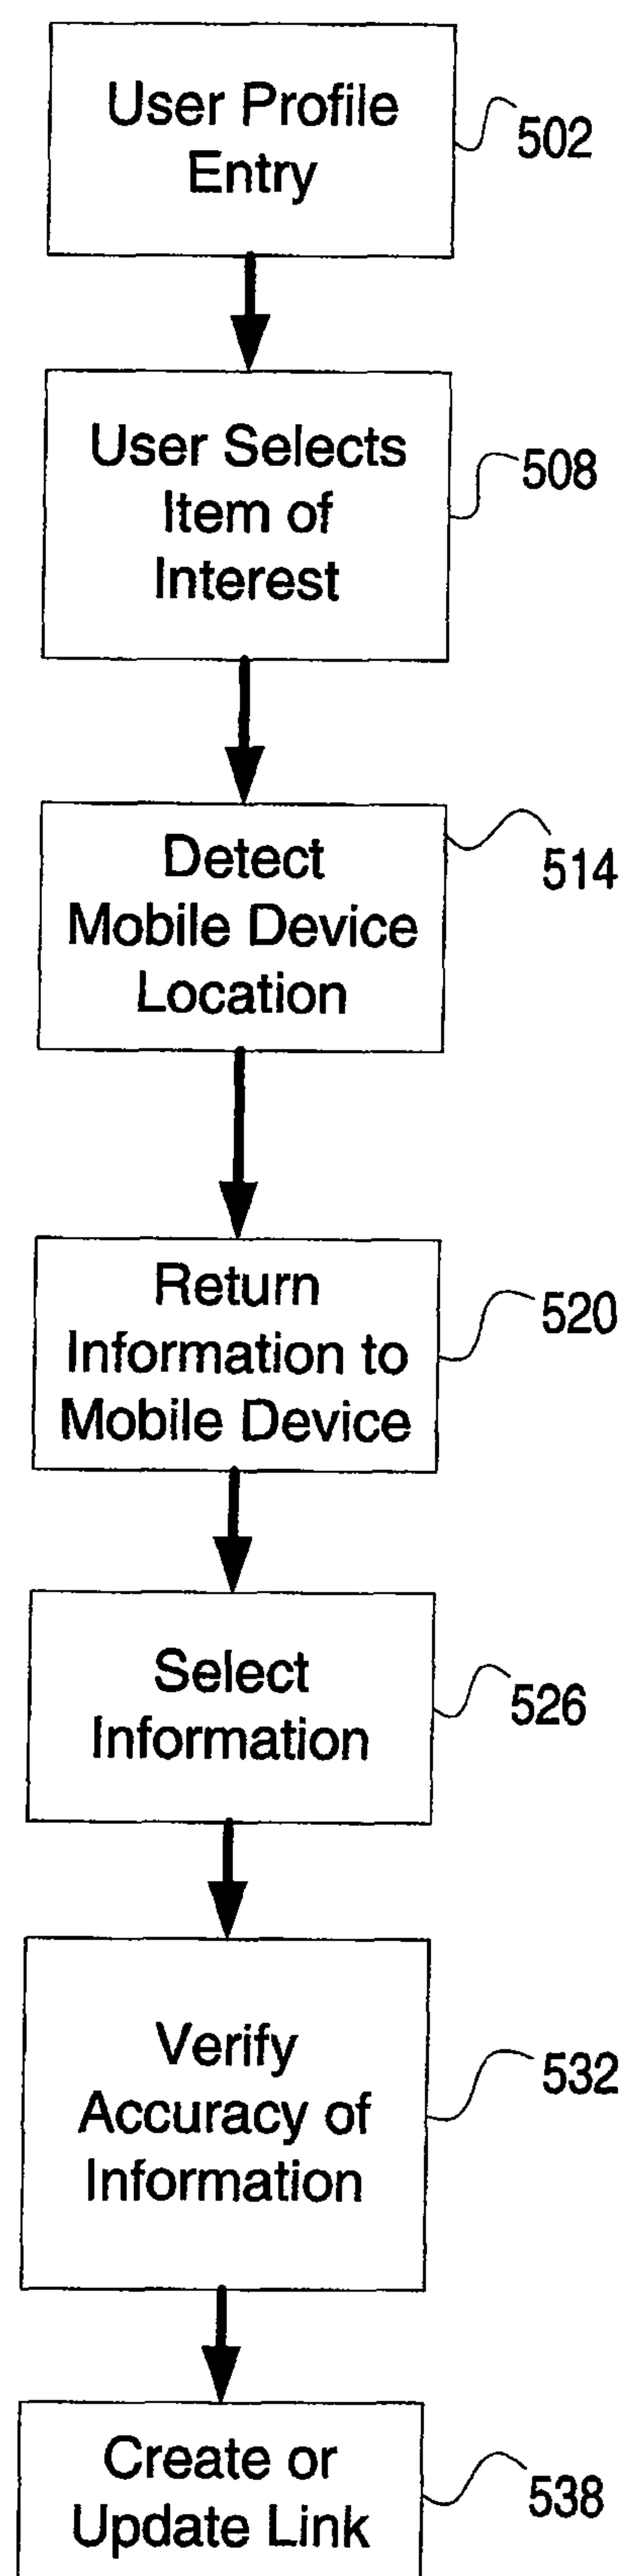 User Profile
Entry
502
User Selects
Item of
Interest
508
Detect
Mobile Device
Location
514
Return
Information to
Mobile Device
520
Select
Information
526
Verify
Accuracy of
Information
532
Create or
Update Link
538